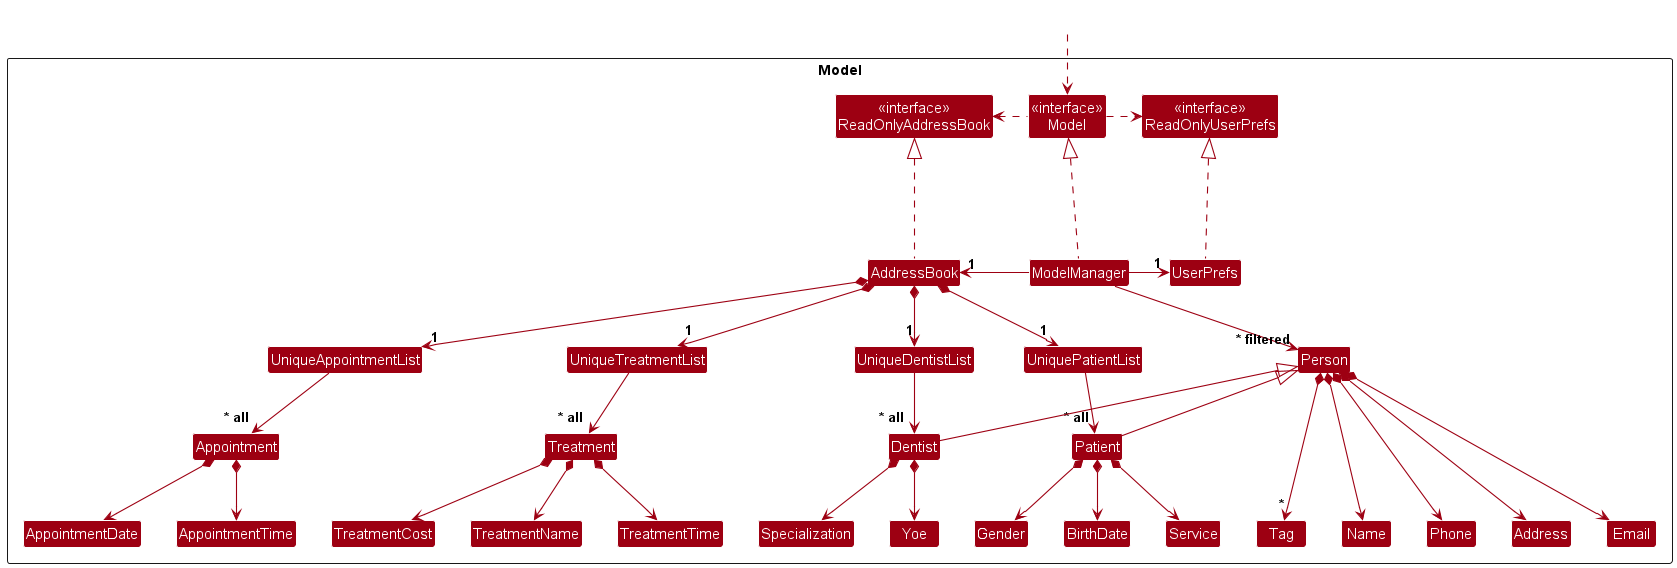 Model
«interface»
ReadOnlyAddressBook
«interface»
Model
«interface»
ReadOnlyUserPrefs
AddressBook
1
ModelManager
1
UserPrefs
1
1
1
1
* filtered
UniqueAppointmentList
UniqueTreatmentList
UniqueDentistList
UniquePatientList
Person
* all
* all
* all
* all
Appointment
Treatment
Dentist
Patient
*
AppointmentDate
AppointmentTime
TreatmentCost
TreatmentName
TreatmentTime
Specialization
Yoe
Gender
BirthDate
Service
Tag
Name
Phone
Address
Email